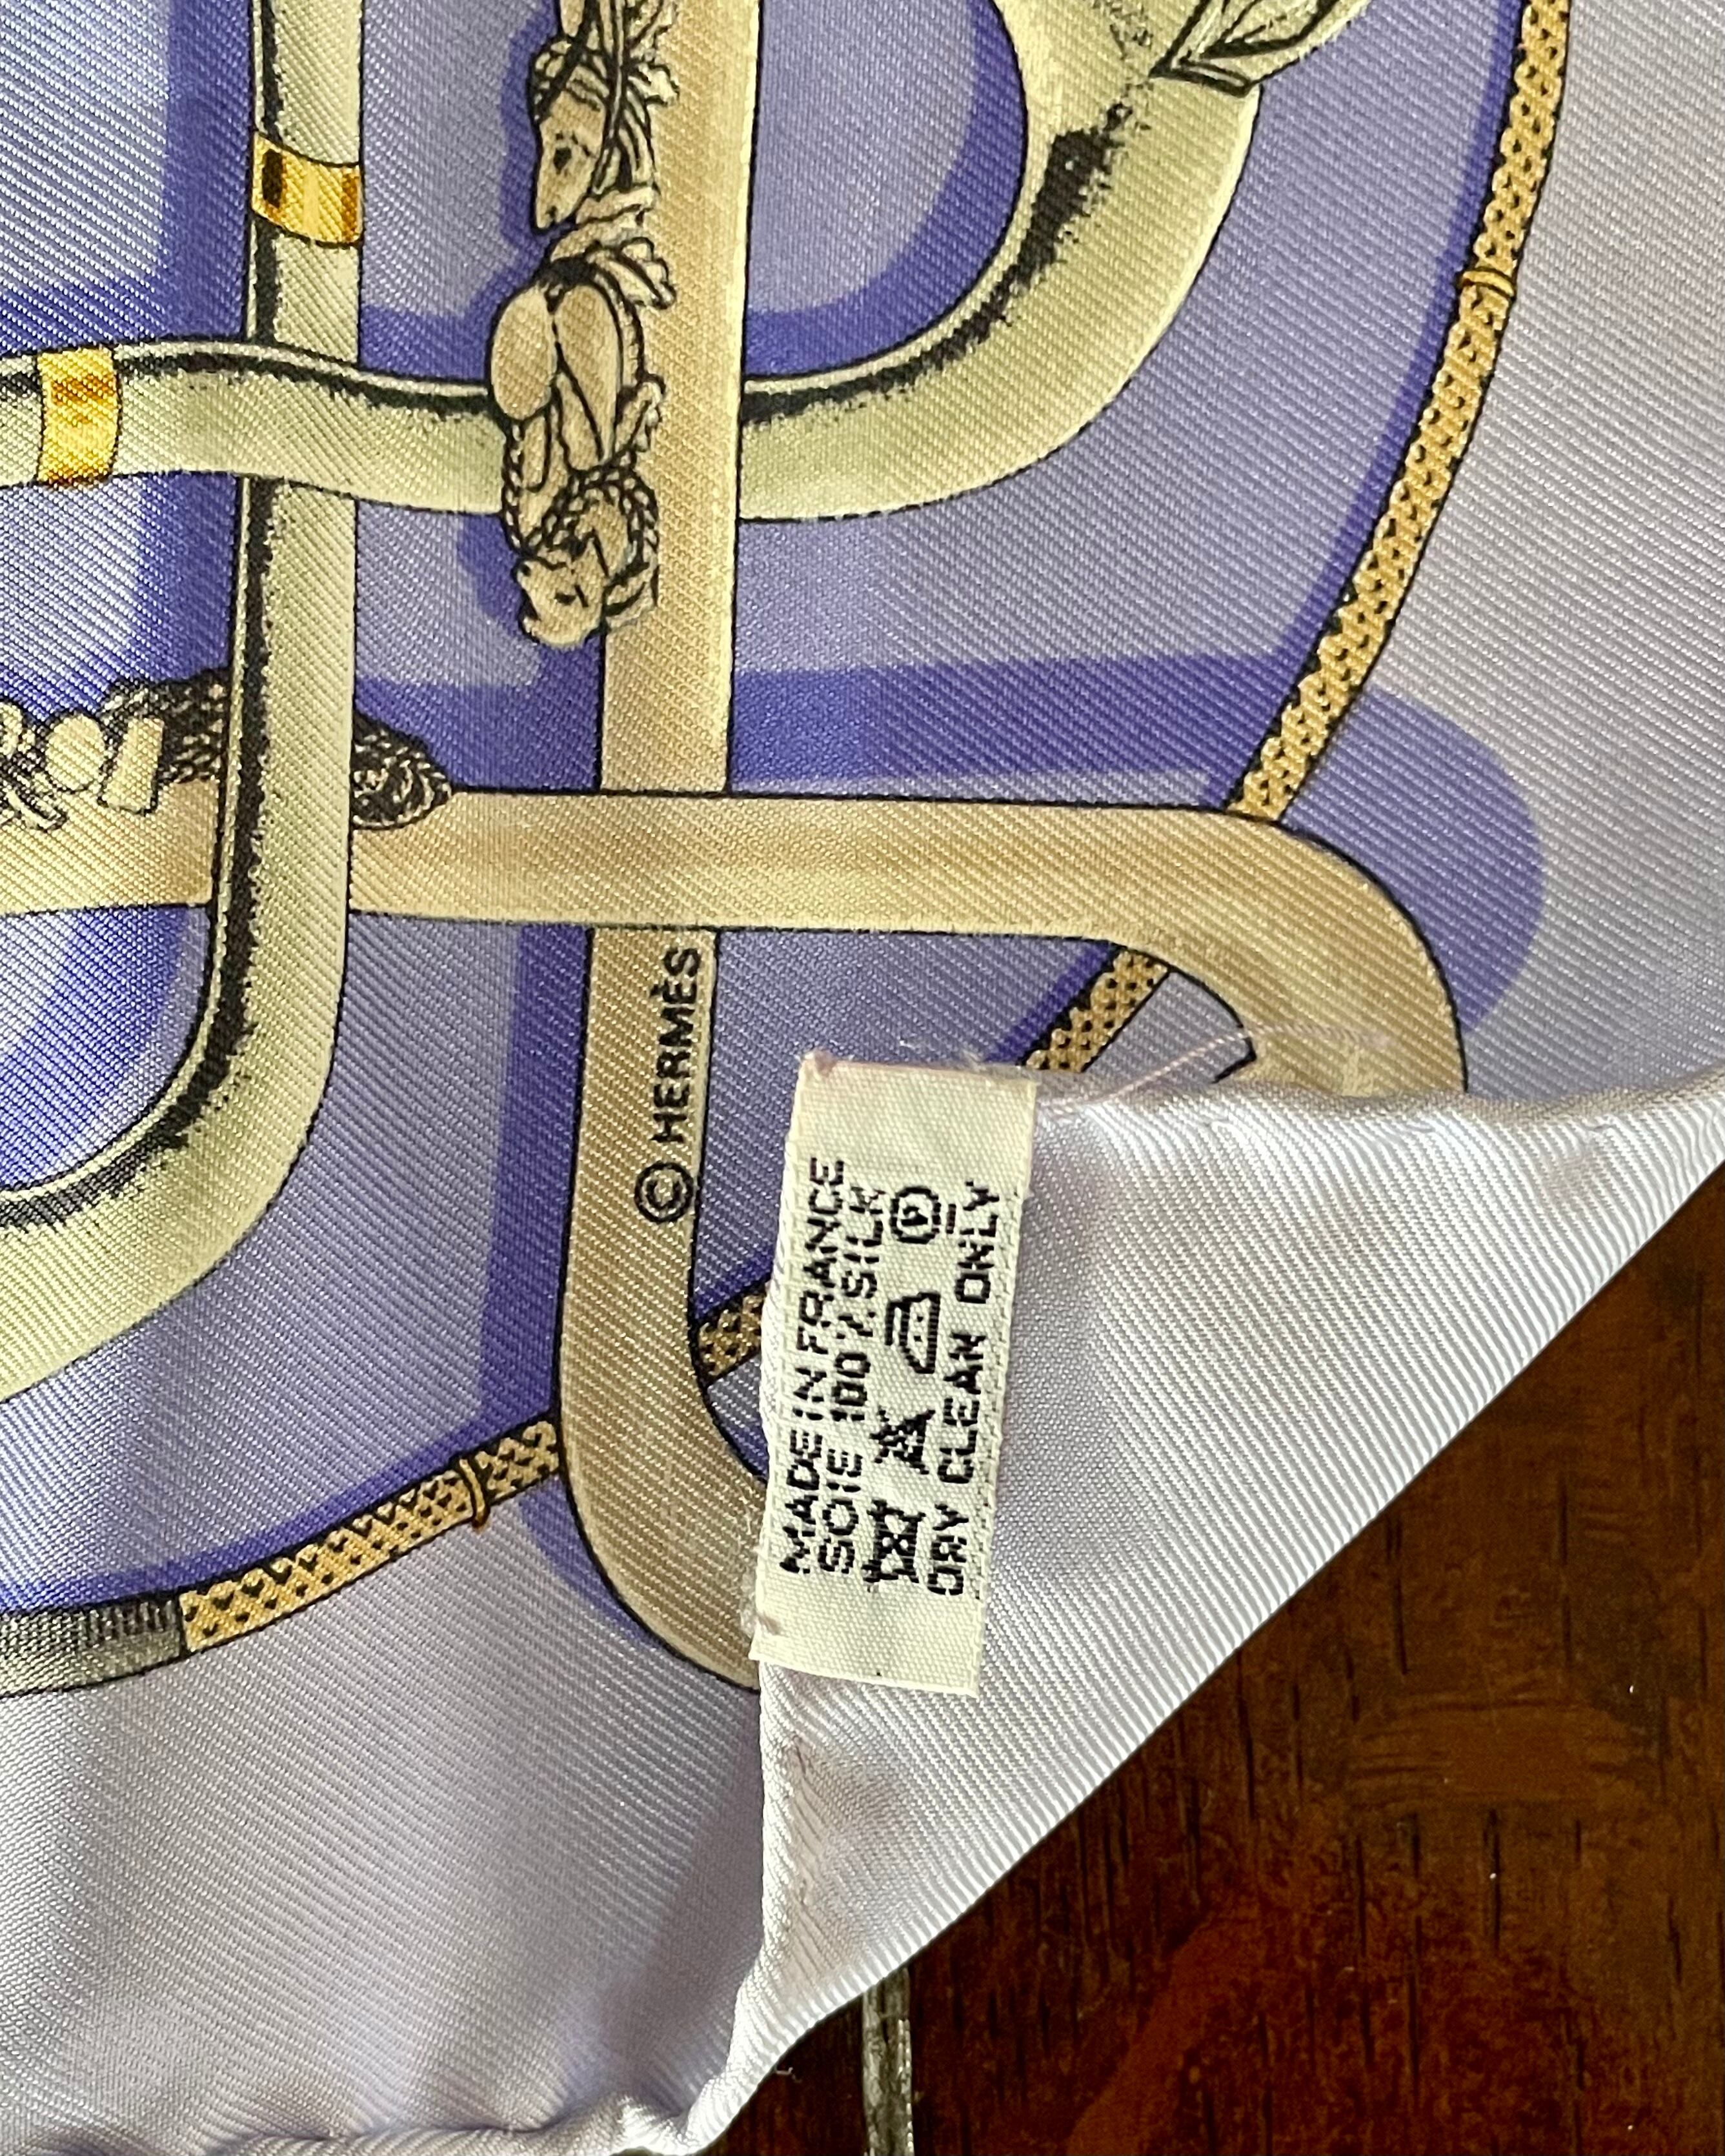 © HERMÈS
MADE IN FRANCE
SOIE 100% SILK
P
DRY CLEAN ONLY